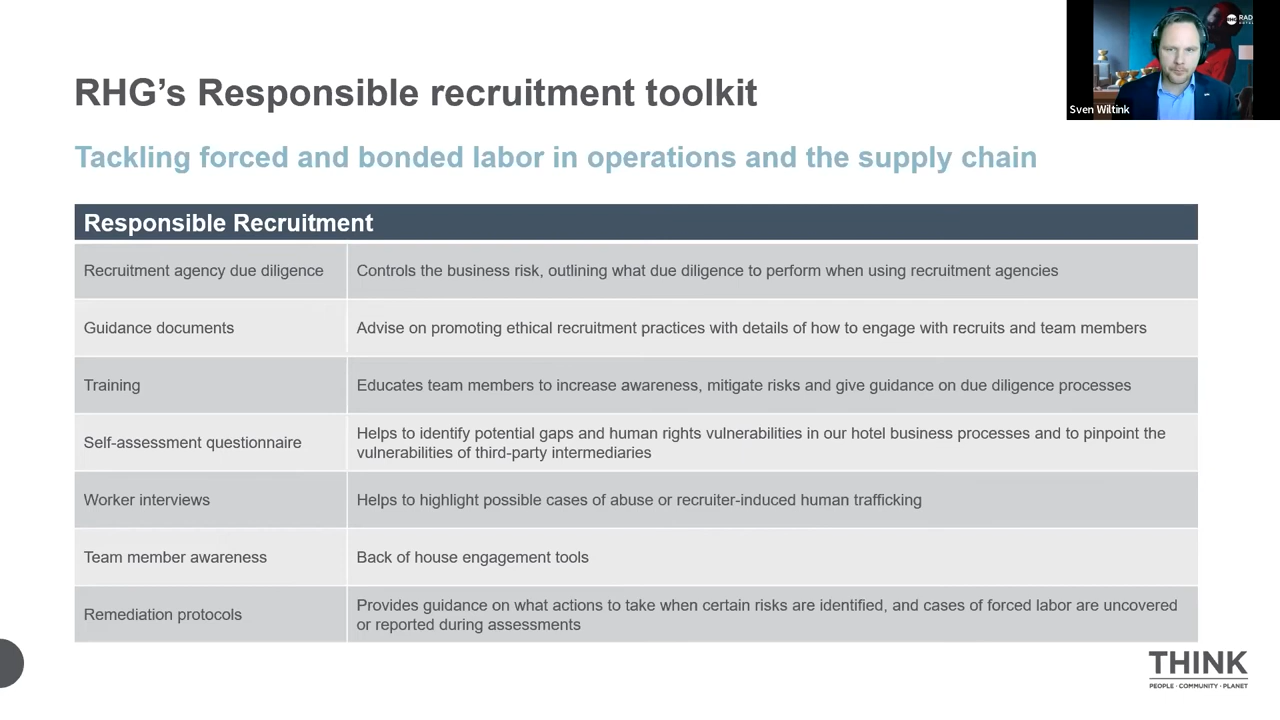 RAD
Sven Wiltink
RHG's Responsible recruitment toolkit
Tackling forced and bonded labor in operations and the supply chain
Responsible Recruitment
Recruitment agency due diligence
Controls the business risk, outlining what due diligence to perform when using recruitment agencies
Guidance documents
Advise on promoting ethical recruitment practices with details of how to engage with recruits and team members
Training
Educates team members to increase awareness, mitigate risks and give guidance on due diligence processes
Self-assessment questionnaire
Helps to identify potential gaps and human rights vulnerabilities in our hotel business processes and to pinpoint the
vulnerabilities of third-party intermediaries
Worker interviews
Helps to highlight possible cases of abuse or recruiter-induced human trafficking
Team member awareness
Back of house engagement tools
Remediation protocols
Provides guidance on what actions to take when certain risks are identified, and cases of forced labor are uncovered
or reported during assessments
THINK
PEOPLE · COMMUNITY · PLANET